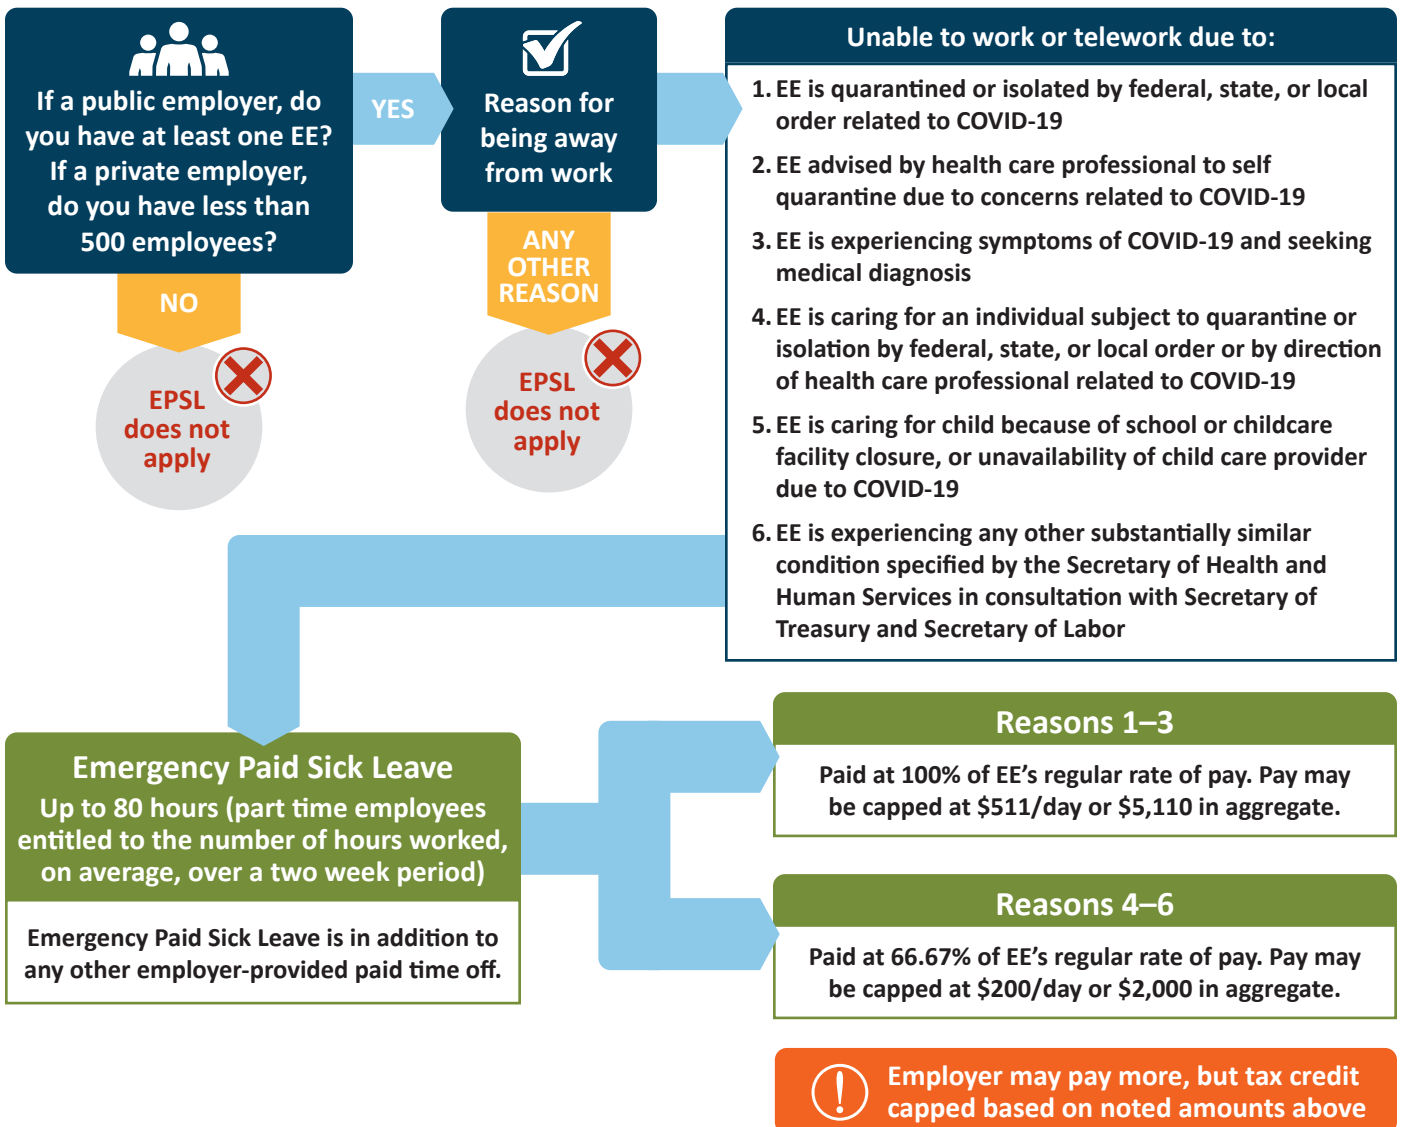 If a public employer, do
you have at least one EE?
If a private employer,
do you have less than
500 employees?
YES
NO
EPSL
does not
apply
Reason for
being away
from work
ANY
OTHER
REASON
EPSL
does not
apply
Unable to work or telework due to:
1. EE is quarantined or isolated by federal, state, or local
order related to COVID-19
2. EE advised by health care professional to self
quarantine due to concerns related to COVID-19
3. EE is experiencing symptoms of COVID-19 and seeking
medical diagnosis
4. EE is caring for an individual subject to quarantine or
isolation by federal, state, or local order or by direction
of health care professional related to COVID-19
5. EE is caring for child because of school or childcare
facility closure, or unavailability of child care provider
due to COVID-19
6. EE is experiencing any other substantially similar
condition specified by the Secretary of Health and
Human Services in consultation with Secretary of
Treasury and Secretary of Labor
Emergency Paid Sick Leave
Up to 80 hours (part time employees
entitled to the number of hours worked,
on average, over a two week period)
Emergency Paid Sick Leave is in addition to
any other employer-provided paid time off.
Reasons 1–3
Paid at 100% of EE's regular rate of pay. Pay may
be capped at $511/day or $5,110 in aggregate.
Reasons 4–6
Paid at 66.67% of EE's regular rate of pay. Pay may
be capped at $200/day or $2,000 in aggregate.
Employer may pay more, but tax credit
capped based on noted amounts above